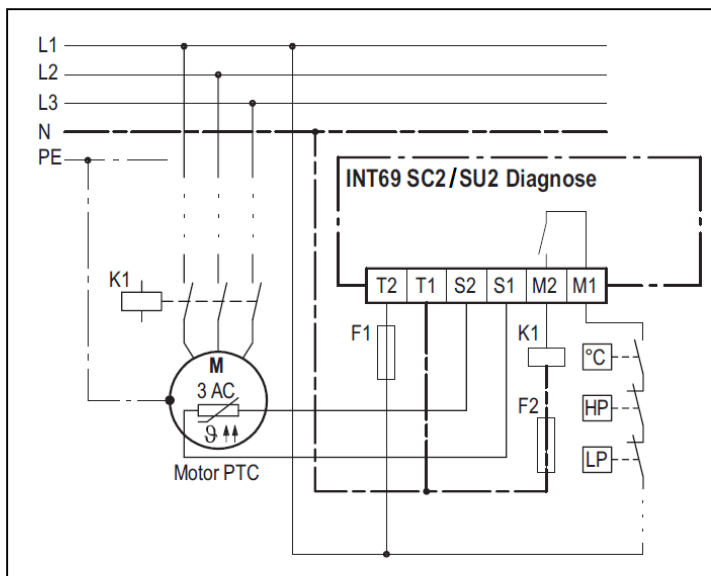 L1
L2
L3
N
PE
INT69 SC2/SU2 Diagnose
K1
T2 T1 S2 S1 M2 M1
F1
K1
°C
M
3 AC
F2
HP
ϑ
LP
Motor PTC